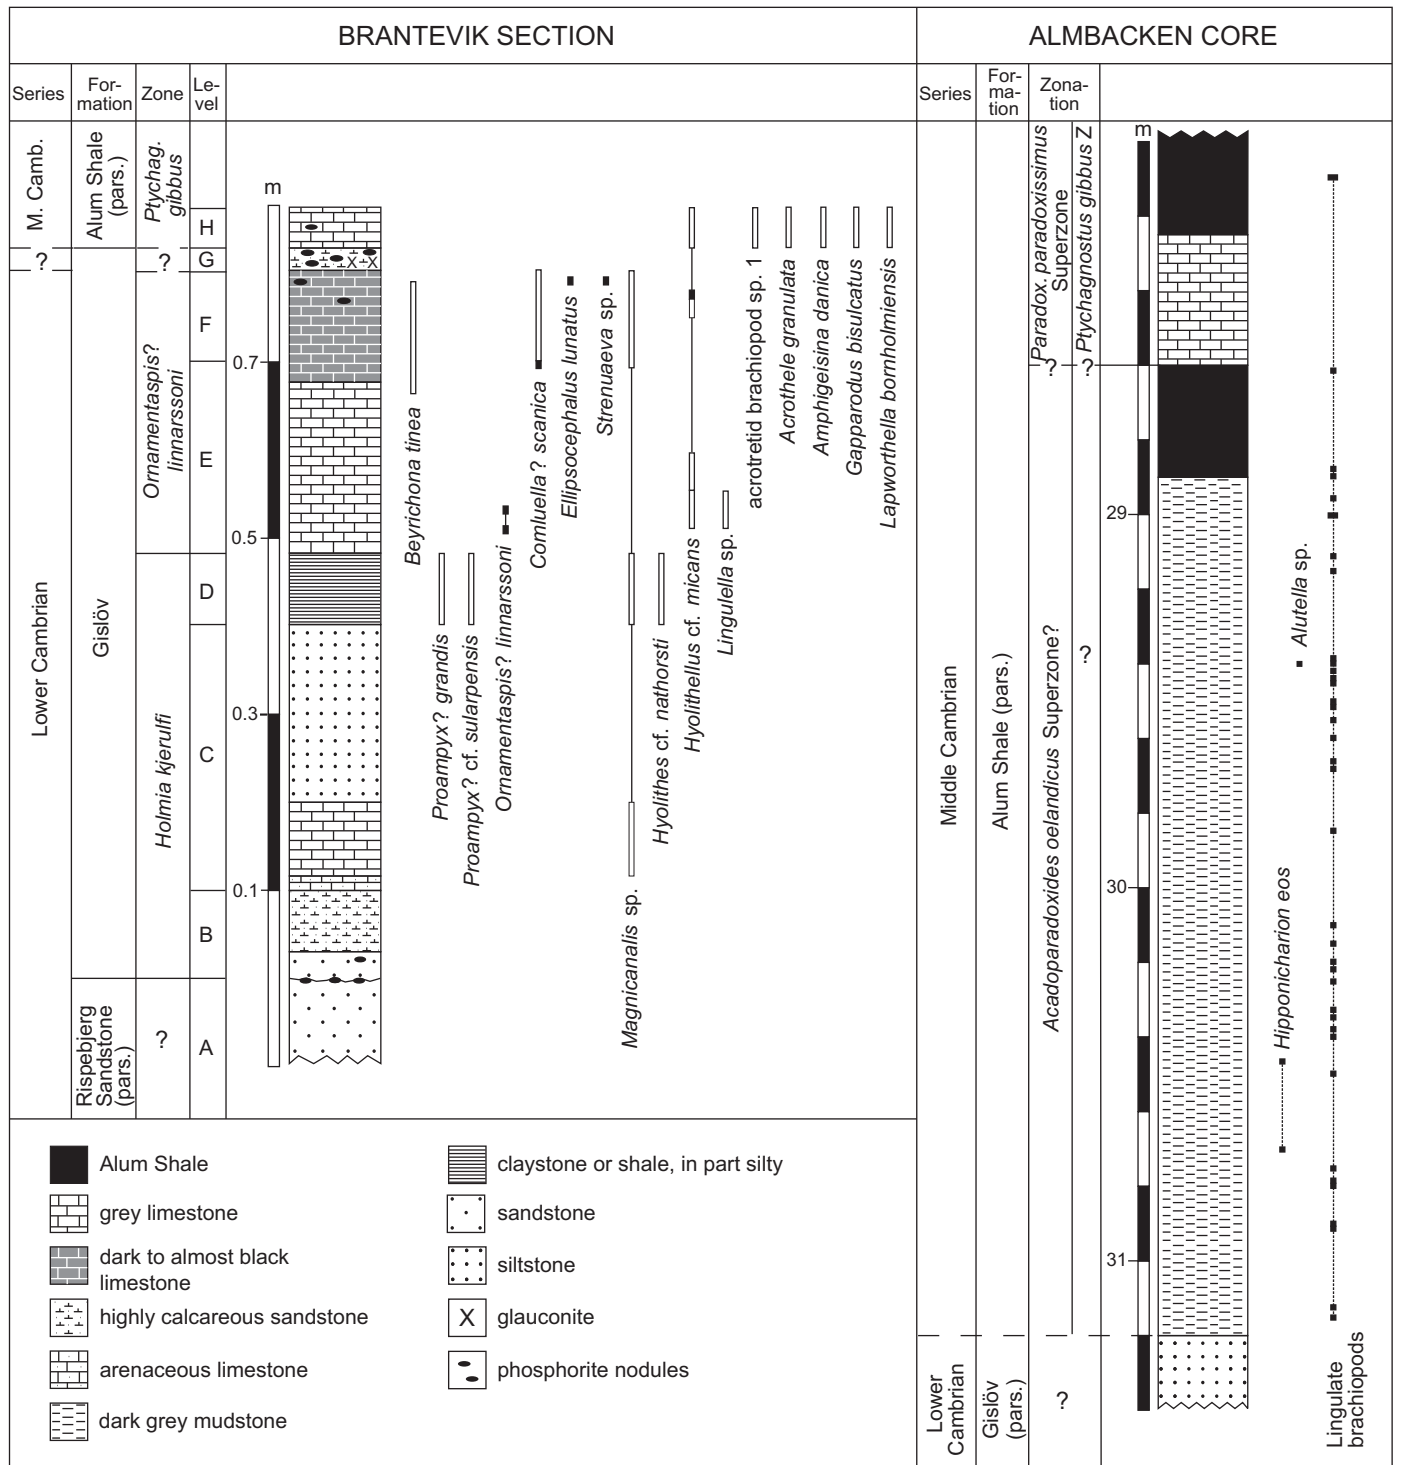 BRANTEVIK SECTION
Series
For-
mation
Zone
Le-
vel
M. Camb.
Alum Shale
(pars.)
Ptychag.
gibbus
?
?
Lower Cambrian
Gislöv
Ornamentaspis?
linnarssoni
Holmia kjerulfi
Rispebjerg
Sandstone
(pars.)
?
H
G
F
E
D
C
B
A
m
0.7
0.5
0.3
0.1
X X
Beyrichona tinea
Proampyx? grandis
Proampyx? cf. sularpensis
Ornamentaspis? linnarssoni
Comluella? scanica
Ellipsocephalus lunatus
Strenuaeva sp.
Magnicanalis sp.
Hyolithes cf. nathorsti
Hyolithellus cf. micans
Lingulella sp.
acrotretid brachiopod sp. 1
Acrothele granulata
Amphigeisina danica
Gapparodus bisulcatus
Lapworthella bornholmiensis
Alum Shale
grey limestone
dark to almost black
limestone
highly calcareous sandstone
arenaceous limestone
dark grey mudstone
claystone or shale, in part silty
sandstone
siltstone
X
glauconite
phosphorite nodules
ALMBACKEN CORE
Series
For-
ma-
tion
Zona-
tion
Middle Cambrian
Alum Shale (pars.)
Paradox. paradoxissimus
Superzone
Ptychagnostus gibbus Z
?
?
Acadoparadoxides oelandicus Superzone?
?
Lower
Cambrian
Gislöv
(pars.)
?
m
29
30
31
Hipponicharion eos
Alutella sp.
Lingulate
brachiopods